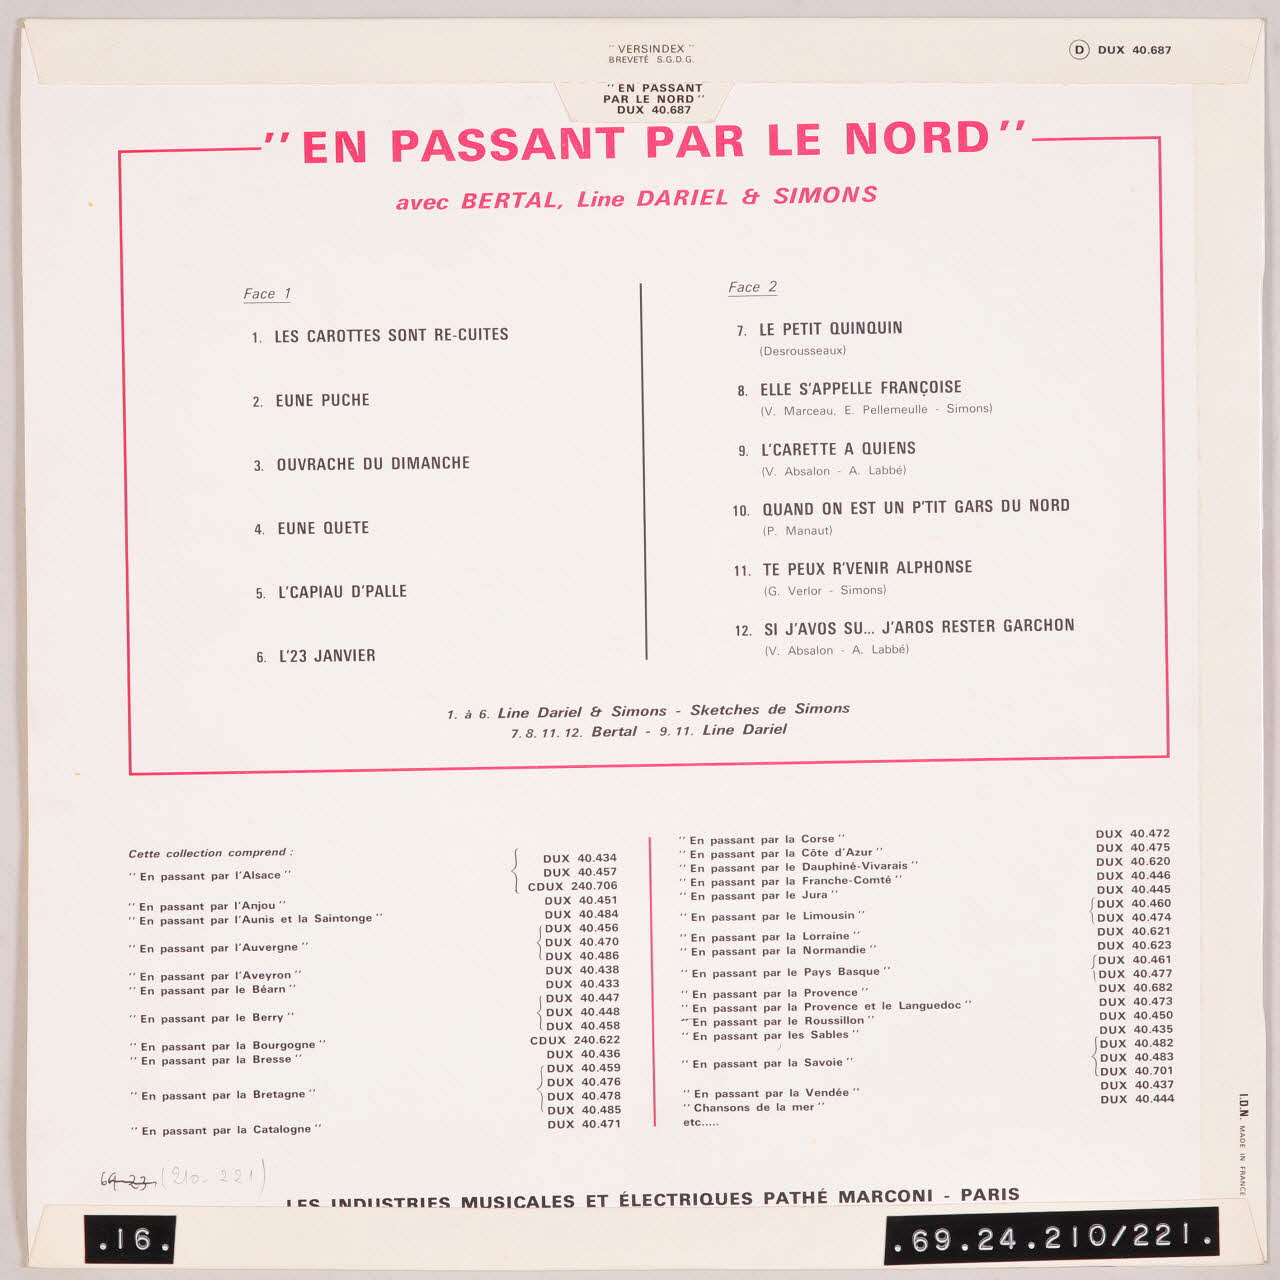 " VERSINDEX "
BREVETÉ S.G.D.G.
D DUX 40.687
" EN PASSANT
PAR LE NORD "
DUX 40.687
" EN PASSANT PAR LE NORD "
avec BERTAL, Line DARIEL & SIMONS
Face 1
1. LES CAROTTES SONT RE-CUITES
2. EUNE PUCHE
3. OUVRACHE DU DIMANCHE
4. EUNE QUETE
5. L'CAPIAU D'PALLE
6. L'23 JANVIER
Face 2
7. LE PETIT QUINQUIN
(Desrousseaux)
8. ELLE S'APPELLE FRANÇOISE
(V. Marceau, E. Pellemeulle - Simons)
9. L'CARETTE A QUIENS
(V. Absalon - A. Labbé)
10. QUAND ON EST UN P'TIT GARS DU NORD
(P. Manaut)
11. TE PEUX R'VENIR ALPHONSE
(G. Verlor - Simons)
12. SI J'AVOS SU... J'AROS RESTER GARCHON
(V. Absalon - A. Labbé)
1. à 6. Line Dariel & Simons - Sketches de Simons
7. 8. 11. 12. Bertal - 9. 11. Line Dariel
Cette collection comprend :
" En passant par l'Alsace "
" En passant par l'Anjou "
" En passant par l'Aunis et la Saintonge "
" En passant par l'Auvergne "
" En passant par l'Aveyron "
" En passant par le Béarn "
" En passant par le Berry "
" En passant par la Bourgogne "
" En passant par la Bresse "
" En passant par la Bretagne "
" En passant par la Catalogne "
DUX 40.434
DUX 40.457
CDUX 240.706
DUX 40.451
DUX 40.484
DUX 40.456
DUX 40.470
DUX 40.486
DUX 40.438
DUX 40.433
DUX 40.447
DUX 40.448
DUX 40.458
CDUX 240.622
DUX 40.436
DUX 40.459
DUX 40.476
DUX 40.478
DUX 40.485
DUX 40.471
" En passant par la Corse "
" En passant par la Côte d'Azur "
" En passant par le Dauphiné-Vivarais "
" En passant par la Franche-Comté "
" En passant par le Jura "
" En passant par le Limousin "
" En passant par la Lorraine "
" En passant par la Normandie "
" En passant par le Pays Basque "
" En passant par la Provence "
" En passant par la Provence et le Languedoc "
" En passant par le Roussillon "
" En passant par les Sables "
" En passant par la Savoie "
" En passant par la Vendée "
" Chansons de la mer "
etc.....
DUX 40.472
DUX 40.475
DUX 40.620
DUX 40.446
DUX 40.445
DUX 40.460
DUX 40.474
DUX 40.621
DUX 40.623
DUX 40.461
DUX 40.477
DUX 40.682
DUX 40.473
DUX 40.450
DUX 40.435
DUX 40.482
DUX 40.483
DUX 40.701
DUX 40.437
DUX 40.444
I.D.N. MADE IN FRANCE
69-23 (210-221)
LES INDUSTRIES MUSICALES ET ÉLECTRIQUES PATHÉ MARCONI - PARIS
.16.
.69.24.210/221.